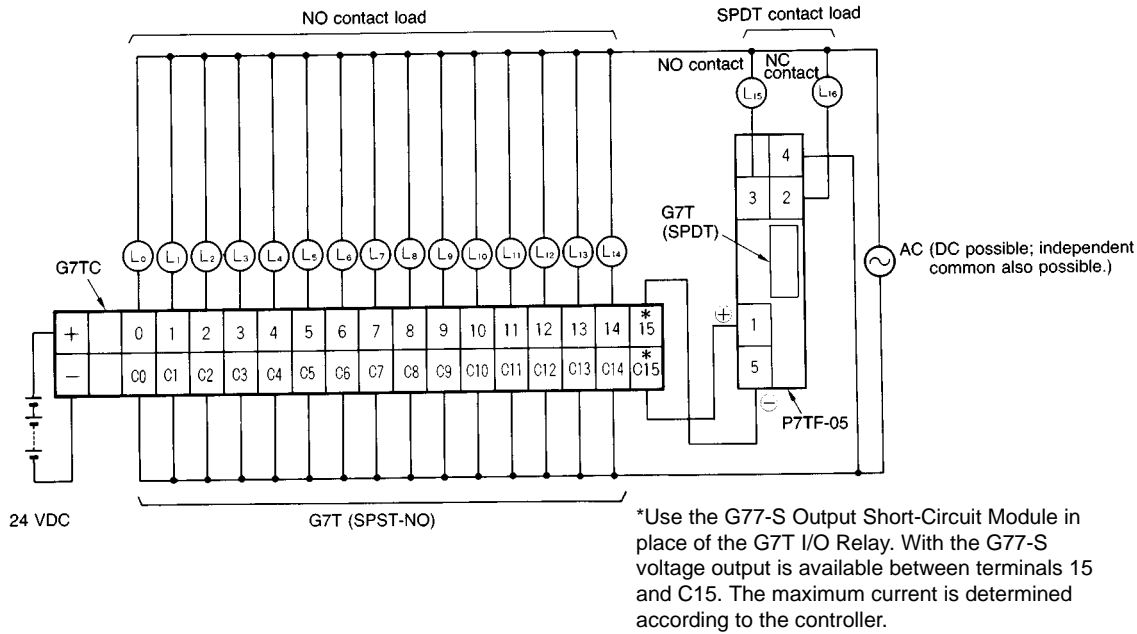 NO contact load
SPDT contact load
NO contact
NC contact
L15
L16
4
3 2
G7T
(SPDT)
AC (DC possible; independent
common also possible.)
L0 L1 L2 L3 L4 L5 L6 L7 L8 L9 L10 L11 L12 L13 L14
G7TC
+ 0 1 2 3 4 5 6 7 8 9 10 11 12 13 14 *15
- C0 C1 C2 C3 C4 C5 C6 C7 C8 C9 C10 C11 C12 C13 C14 *C15
+
1
5
-
P7TF-05
24 VDC
G7T (SPST-NO)
*Use the G77-S Output Short-Circuit Module in
place of the G7T I/O Relay. With the G77-S
voltage output is available between terminals 15
and C15. The maximum current is determined
according to the controller.